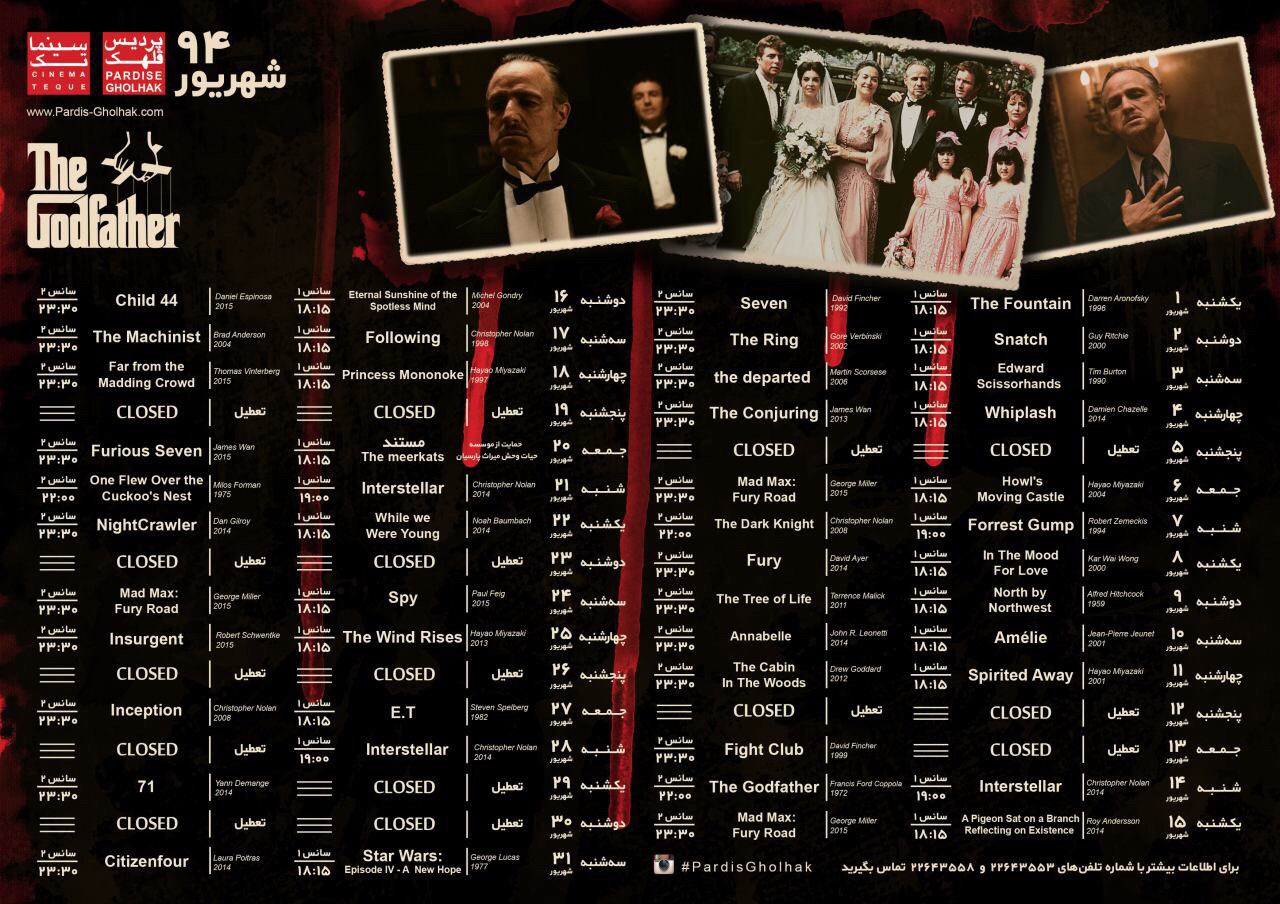 سینما
تک
CINEMA
TEQUE
پردیس
قلهک
PARDISE
GHOLHAK
۹۴
شهریور
www.Pardis-Gholhak.com
The
Godfather
یکشنبه ۱ شهریور
Darren Aronofsky
1996
The Fountain
سانس ۱
۱۸:۱۵
David Fincher
1992
Seven
سانس ۲
۲۳:۳۰
دوشنبه ۲ شهریور
Guy Ritchie
2000
Snatch
سانس ۱
۱۸:۱۵
Gore Verbinski
2002
The Ring
سانس ۲
۲۳:۳۰
سه‌شنبه ۳ شهریور
Tim Burton
1990
Edward
Scissorhands
سانس ۱
۱۸:۱۵
Martin Scorsese
2006
the departed
سانس ۲
۲۳:۳۰
چهارشنبه ۴ شهریور
Damien Chazelle
2014
Whiplash
سانس ۱
۱۸:۱۵
James Wan
2013
The Conjuring
سانس ۲
۲۳:۳۰
پنجشنبه ۵ شهریور
تعطیل
CLOSED
تعطیل
CLOSED
جمعه ۶ شهریور
Hayao Miyazaki
2004
Howl's
Moving Castle
سانس ۱
۱۸:۱۵
George Miller
2015
Mad Max:
Fury Road
سانس ۲
۲۳:۳۰
شنبه ۷ شهریور
Robert Zemeckis
1994
Forrest Gump
سانس ۱
۱۹:۰۰
Christopher Nolan
2008
The Dark Knight
سانس ۲
۲۲:۰۰
یکشنبه ۸ شهریور
Kar Wai Wong
2000
In The Mood
For Love
سانس ۱
۱۸:۱۵
David Ayer
2014
Fury
سانس ۲
۲۳:۳۰
دوشنبه ۹ شهریور
Alfred Hitchcock
1959
North by
Northwest
سانس ۱
۱۸:۱۵
Terrence Malick
2011
The Tree of Life
سانس ۲
۲۳:۳۰
سه‌شنبه ۱۰ شهریور
Jean-Pierre Jeunet
2001
Amélie
سانس ۱
۱۸:۱۵
John R. Leonetti
2014
Annabelle
سانس ۲
۲۳:۳۰
چهارشنبه ۱۱ شهریور
Hayao Miyazaki
2001
Spirited Away
سانس ۱
۱۸:۱۵
Drew Goddard
2012
The Cabin
In The Woods
سانس ۲
۲۳:۳۰
پنجشنبه ۱۲ شهریور
تعطیل
CLOSED
تعطیل
CLOSED
جمعه ۱۳ شهریور
تعطیل
CLOSED
David Fincher
1999
Fight Club
سانس ۲
۲۳:۳۰
شنبه ۱۴ شهریور
Christopher Nolan
2014
Interstellar
سانس ۱
۱۹:۰۰
Francis Ford Coppola
1972
The Godfather
سانس ۲
۲۲:۰۰
یکشنبه ۱۵ شهریور
Roy Andersson
2014
A Pigeon Sat on a Branch
Reflecting on Existence
سانس ۱
۱۸:۱۵
George Miller
2015
Mad Max:
Fury Road
سانس ۲
۲۳:۳۰
دوشنبه ۱۶ شهریور
Michel Gondry
2004
Eternal Sunshine of the
Spotless Mind
سانس ۱
۱۸:۱۵
Daniel Espinosa
2015
Child 44
سانس ۲
۲۳:۳۰
سه‌شنبه ۱۷ شهریور
Christopher Nolan
1998
Following
سانس ۱
۱۸:۱۵
Brad Anderson
2004
The Machinist
سانس ۲
۲۳:۳۰
چهارشنبه ۱۸ شهریور
Hayao Miyazaki
1997
Princess Mononoke
سانس ۱
۱۸:۱۵
Thomas Vinterberg
2015
Far from the
Madding Crowd
سانس ۲
۲۳:۳۰
پنجشنبه ۱۹ شهریور
تعطیل
CLOSED
تعطیل
CLOSED
جمعه ۲۰ شهریور
حمایت از موسسه
حیات وحش میراث پارسیان
مستند
The meerkats
سانس ۱
۱۸:۱۵
James Wan
2015
Furious Seven
سانس ۲
۲۳:۳۰
شنبه ۲۱ شهریور
Christopher Nolan
2014
Interstellar
سانس ۱
۱۹:۰۰
Milos Forman
1975
One Flew Over the
Cuckoo's Nest
سانس ۲
۲۲:۰۰
یکشنبه ۲۲ شهریور
Noah Baumbach
2014
While we
Were Young
سانس ۱
۱۸:۱۵
Dan Gilroy
2014
NightCrawler
سانس ۲
۲۳:۳۰
دوشنبه ۲۳ شهریور
تعطیل
CLOSED
تعطیل
CLOSED
سه‌شنبه ۲۴ شهریور
Paul Feig
2015
Spy
سانس ۱
۱۸:۱۵
George Miller
2015
Mad Max:
Fury Road
سانس ۲
۲۳:۳۰
چهارشنبه ۲۵ شهریور
Hayao Miyazaki
2013
The Wind Rises
سانس ۱
۱۸:۱۵
Robert Schwentke
2015
Insurgent
سانس ۲
۲۳:۳۰
پنجشنبه ۲۶ شهریور
تعطیل
CLOSED
تعطیل
CLOSED
جمعه ۲۷ شهریور
Steven Spelberg
1982
E.T
سانس ۱
۱۸:۱۵
Christopher Nolan
2008
Inception
سانس ۲
۲۳:۳۰
شنبه ۲۸ شهریور
Christopher Nolan
2014
Interstellar
سانس ۱
۱۹:۰۰
تعطیل
CLOSED
یکشنبه ۲۹ شهریور
تعطیل
CLOSED
Yann Demange
2014
71
سانس ۲
۲۳:۳۰
دوشنبه ۳۰ شهریور
تعطیل
CLOSED
تعطیل
CLOSED
سه‌شنبه ۳۱ شهریور
George Lucas
1977
Star Wars:
Episode IV - A New Hope
سانس ۱
۱۸:۱۵
Laura Poitras
2014
Citizenfour
سانس ۲
۲۳:۳۰
برای اطلاعات بیشتر با شماره تلفن‌های ۲۲۶۴۳۵۵۳ و ۲۲۶۴۳۵۵۸ تماس بگیرید
#PardisGholhak